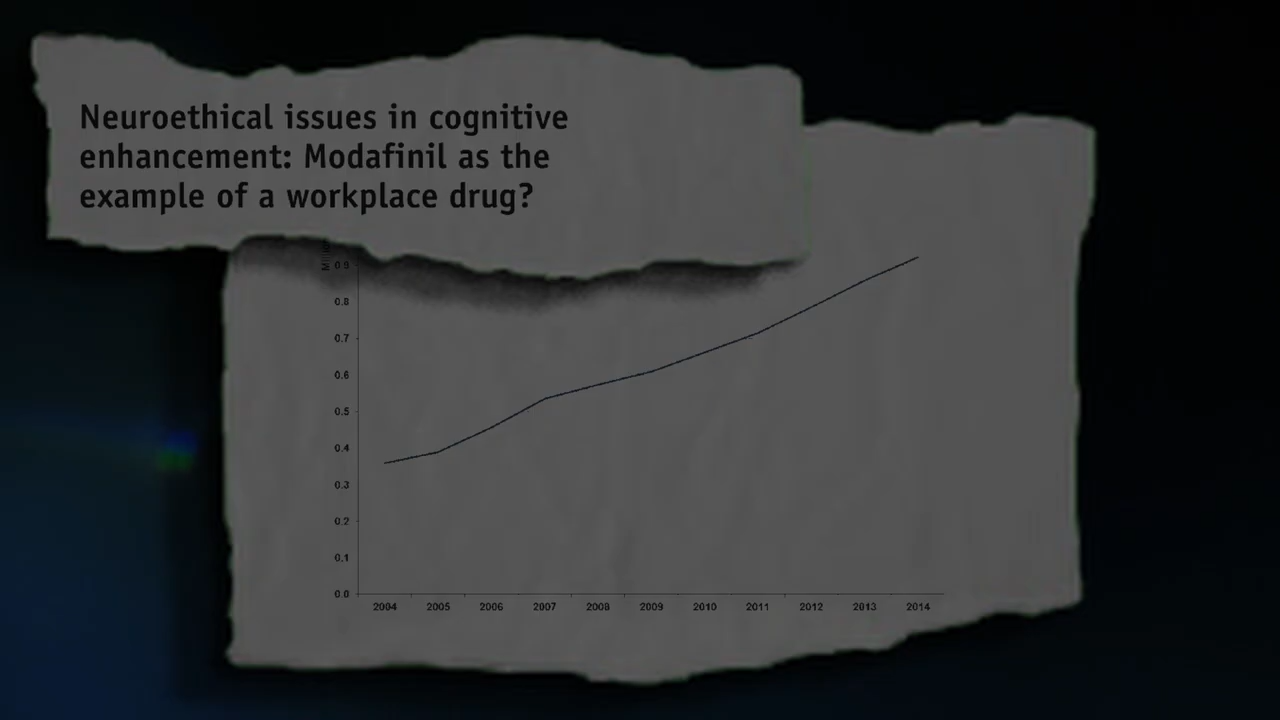 Neuroethical issues in cognitive
enhancement: Modafinil as the
example of a workplace drug?
0.9
0.8
0.7
0.6
0.5
0.4
0.3
0.2
0.1
0.0
2004 2005 2006 2007 2008 2009 2010 2011 2012 2013 2014